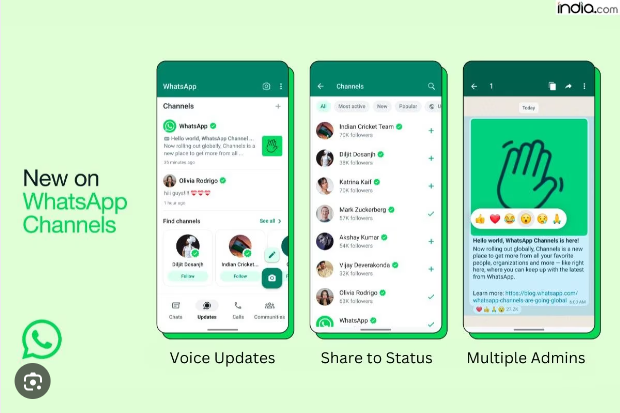 india.com
New on
WhatsApp
Channels
WhatsApp
Channels
WhatsApp
Hello world, WhatsApp Channel ...
Now rolling out globally, Channels is a
new place to get more from all ...
Olivia Rodrigo
Find channels
See all >
Diljit Dosanjh
Follow
Indian Cricket ...
Follow
Chats
Updates
Calls
Communities
Voice Updates
Channels
All
Most active
New
Popular
Indian Cricket Team
70K followers
Diljit Dosanjh
38K followers
Katrina Kaif
70K followers
Mark Zuckerberg
57K followers
Akshay Kumar
54K followers
Vijay Deverakonda
22K followers
Olivia Rodrigo
63K followers
WhatsApp
Share to Status
1
Today
Hello world, WhatsApp Channels is here!
Now rolling out globally, Channels is a new
place to get more from all of your favorite
people, organizations and more — like right
here, where you can keep up with the latest
from WhatsApp.
Learn more: https://blog.whatsapp.com/
whatsapp-channels-are-going-global
Multiple Admins